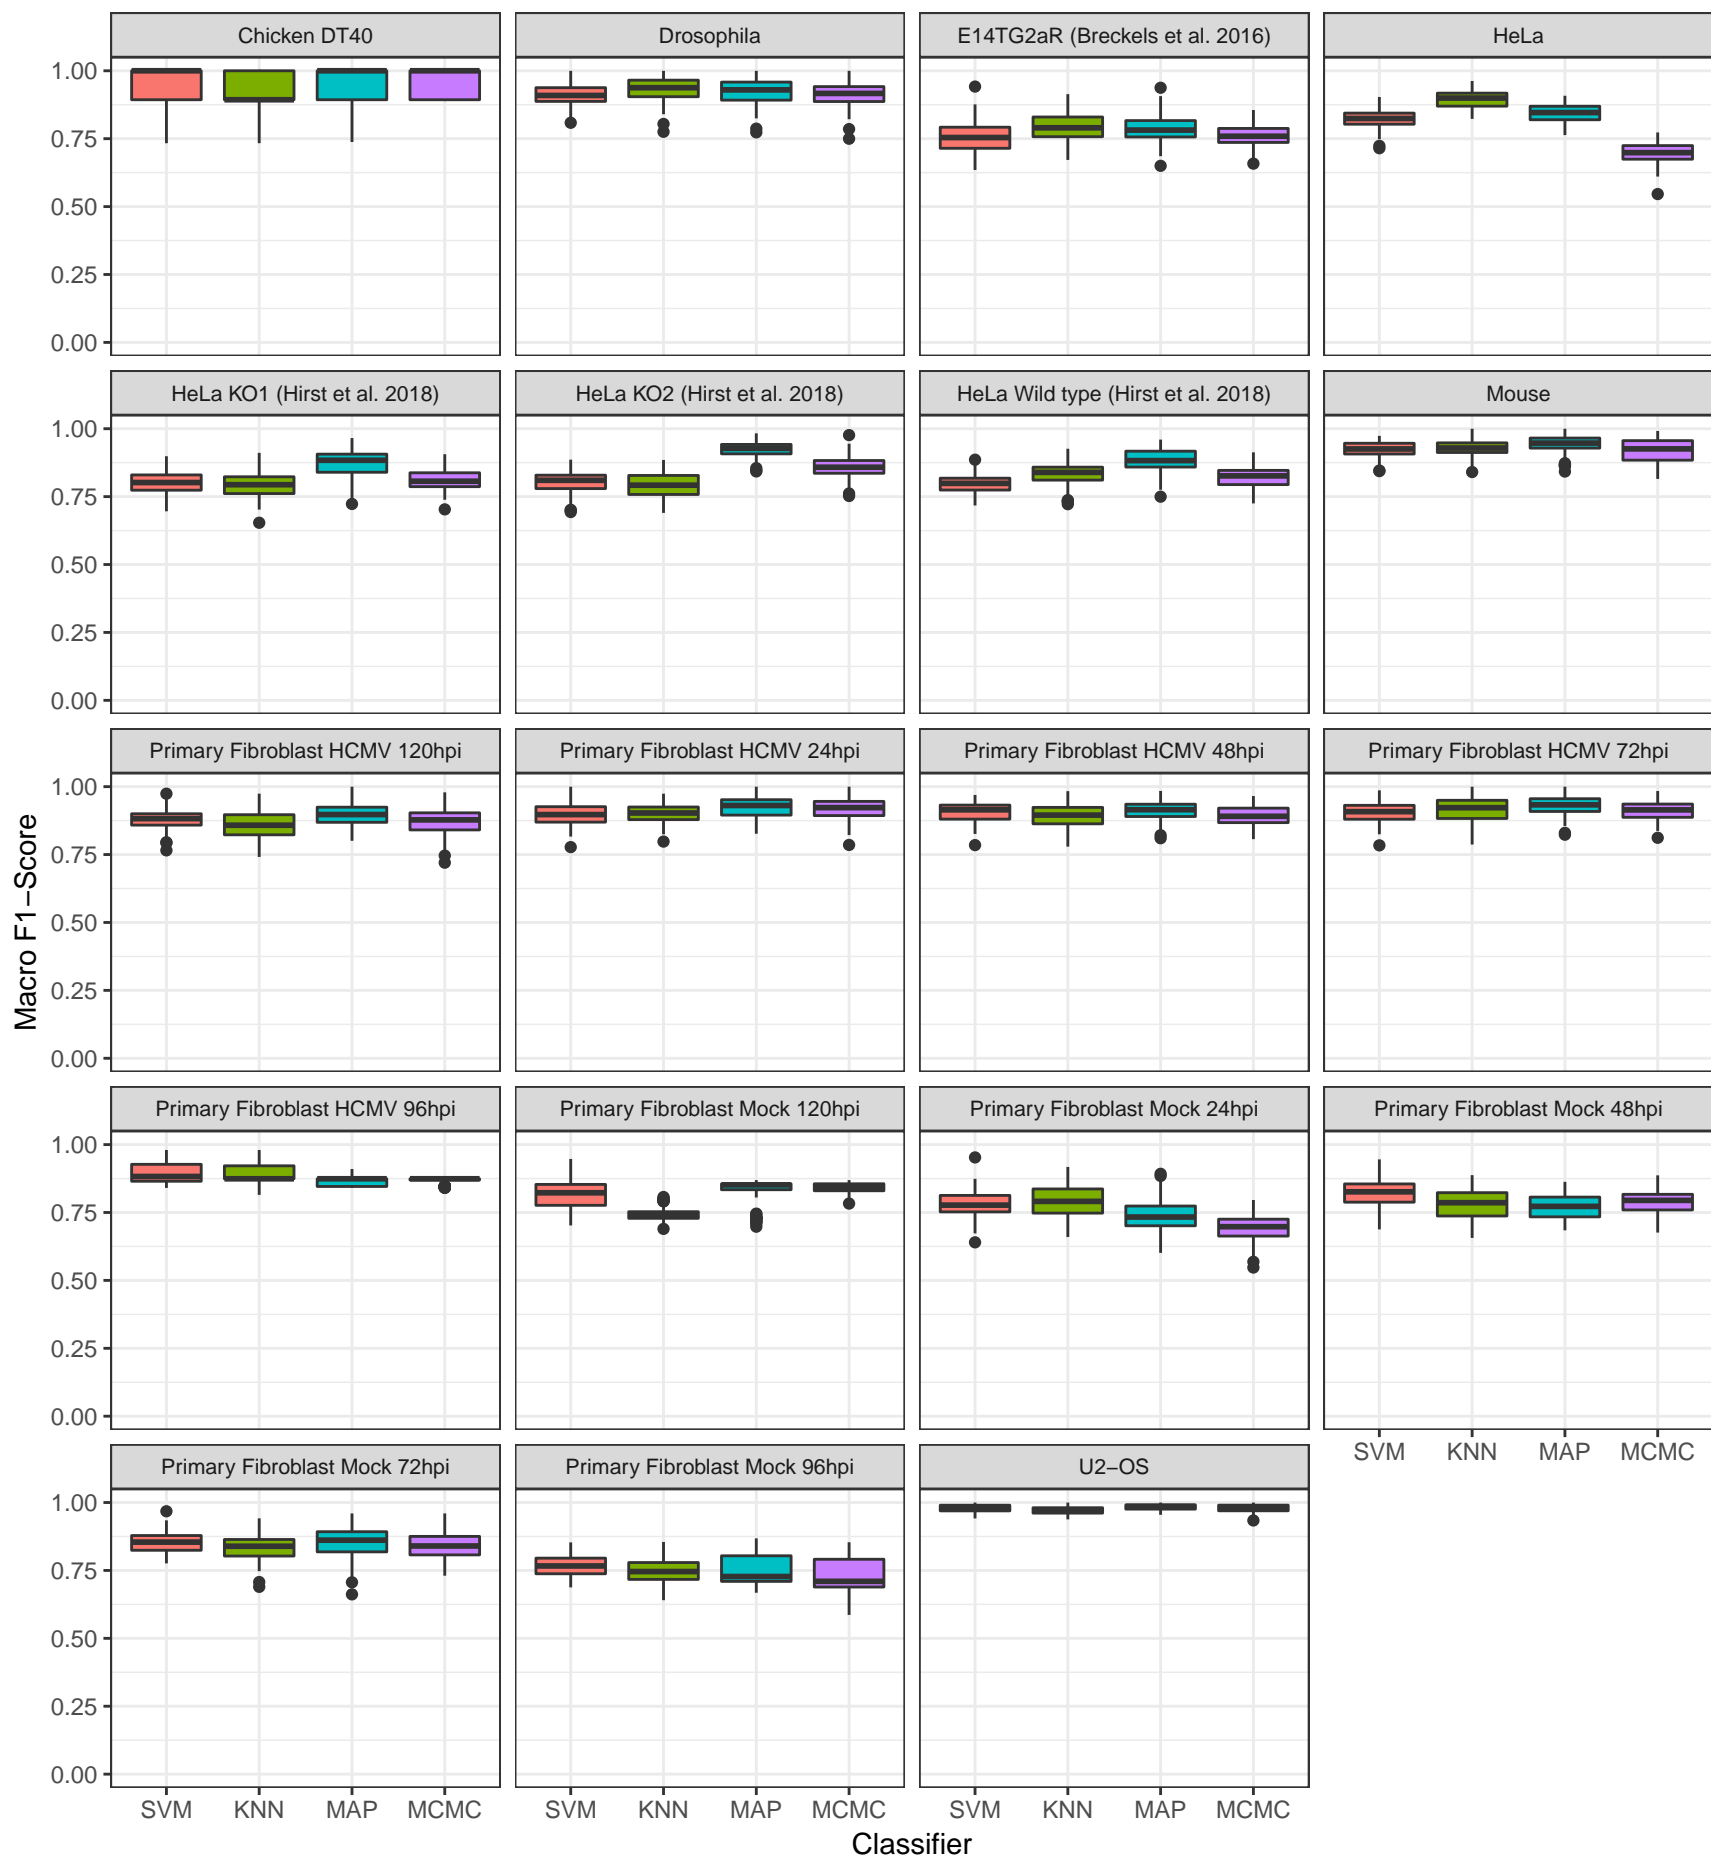 Chicken DT40
Drosophila
E14TG2aR (Breckels et al. 2016)
HeLa
1.00
0.75
0.50
0.25
0.00
HeLa KO1 (Hirst et al. 2018)
HeLa KO2 (Hirst et al. 2018)
HeLa Wild type (Hirst et al. 2018)
Mouse
1.00
0.75
0.50
0.25
0.00
Primary Fibroblast HCMV 120hpi
Primary Fibroblast HCMV 24hpi
Primary Fibroblast HCMV 48hpi
Primary Fibroblast HCMV 72hpi
1.00
0.75
0.50
0.25
0.00
Macro F1−Score
Primary Fibroblast HCMV 96hpi
Primary Fibroblast Mock 120hpi
Primary Fibroblast Mock 24hpi
Primary Fibroblast Mock 48hpi
1.00
0.75
0.50
0.25
0.00
SVM KNN MAP MCMC
Primary Fibroblast Mock 72hpi
Primary Fibroblast Mock 96hpi
U2−OS
1.00
0.75
0.50
0.25
0.00
SVM KNN MAP MCMC
SVM KNN MAP MCMC
SVM KNN MAP MCMC
Classifier